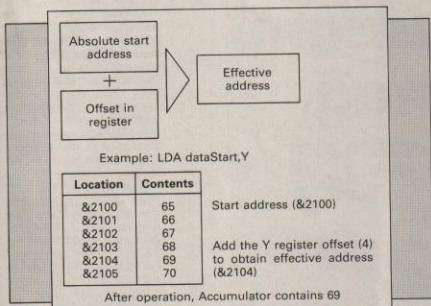 Absolute start
address
+
Offset in
register
Effective
address
Example: LDA dataStart,Y
Location Contents
&2100 65 Start address (&2100)
&2101 66
&2102 67
&2103 68 Add the Y register offset (4)
&2104 69 to obtain effective address
&2105 70 (&2104)
After operation, Accumulator contains 69